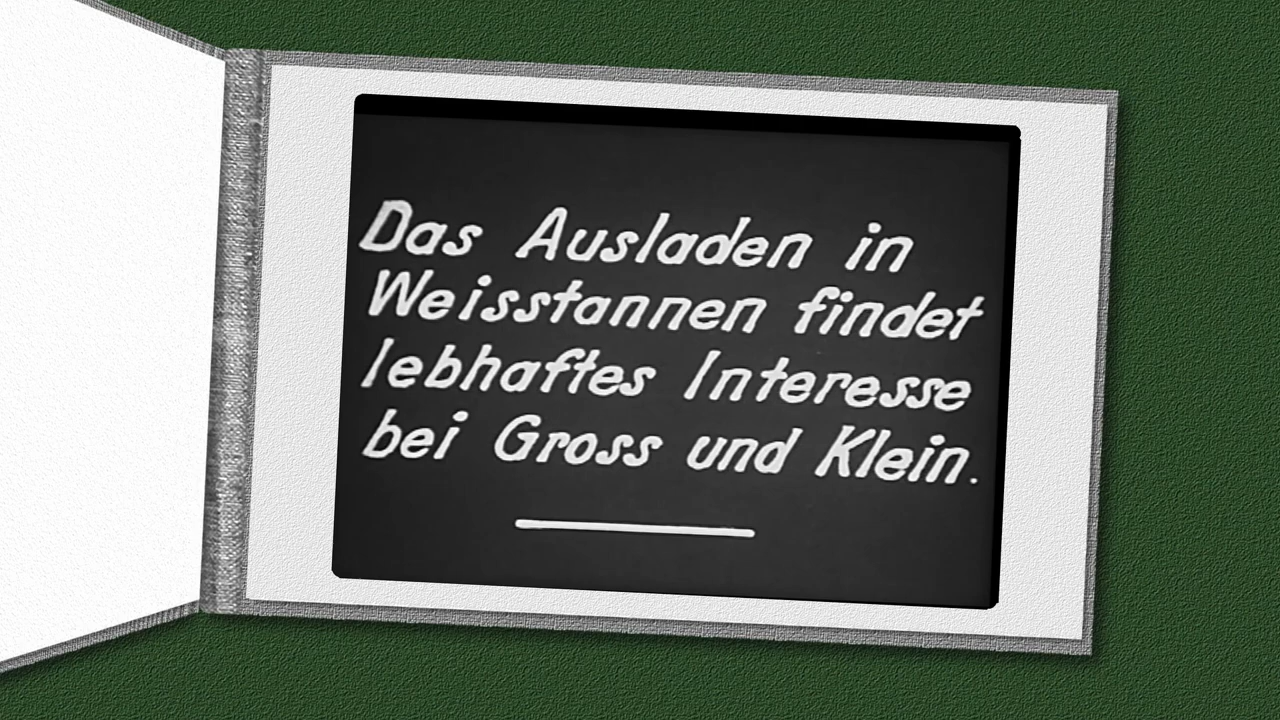 Das Ausladen in
Weisstannen findet
lebhaftes Interesse
bei Gross und Klein.